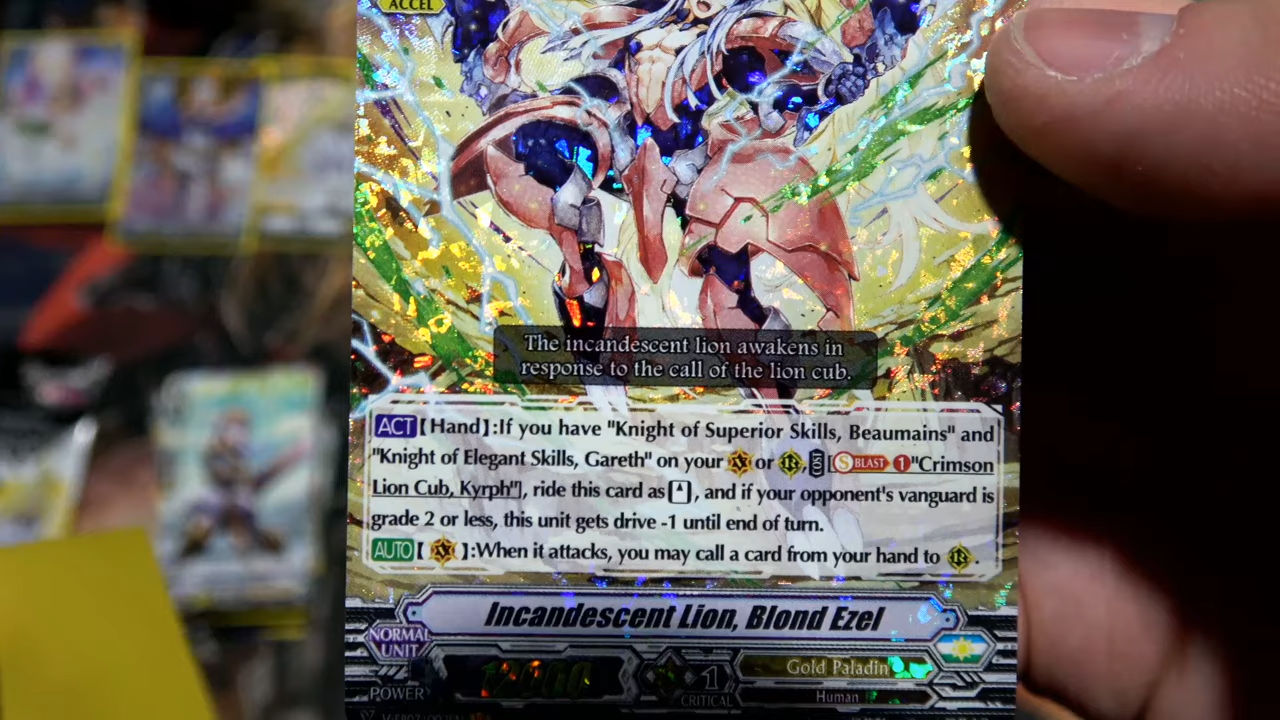 ACCEL
The incandescent lion awakens in
response to the call of the lion cub.
ACT【Hand】:If you have "Knight of Superior Skills, Beaumains" and
"Knight of Elegant Skills, Gareth" on your V or R, COST [S BLAST 1 "Crimson
Lion Cub, Kyrph"], ride this card as , and if your opponent's vanguard is
grade 2 or less, this unit gets drive -1 until end of turn.
AUTO【V】:When it attacks, you may call a card from your hand to R.
Incandescent Lion, Blond Ezel
NORMAL
UNIT
Gold Paladin
POWER 12000 1 CRITICAL
Human